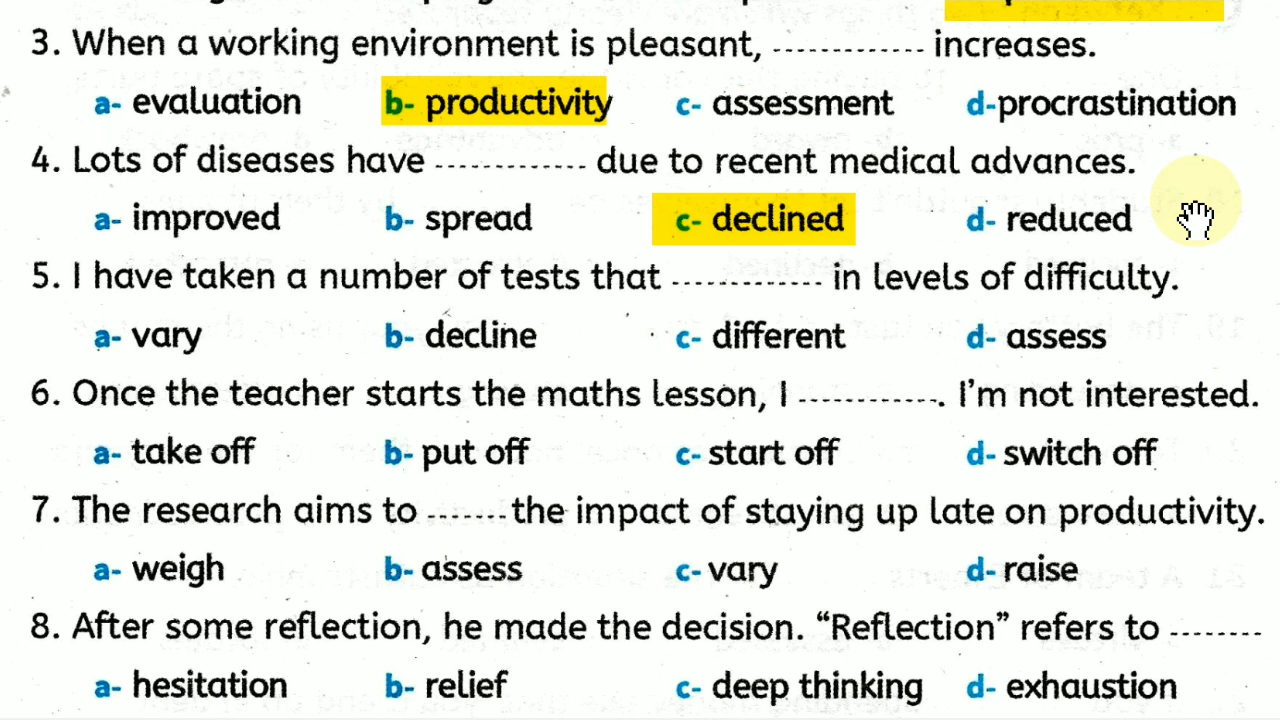 3. When a working environment is pleasant, ------------- increases.
a- evaluation b- productivity c- assessment d-procrastination
4. Lots of diseases have ------------- due to recent medical advances.
a- improved b- spread c- declined d- reduced
5. I have taken a number of tests that ------------- in levels of difficulty.
a- vary b- decline c- different d- assess
6. Once the teacher starts the maths lesson, I ------------. I'm not interested.
a- take off b- put off c- start off d- switch off
7. The research aims to ------- the impact of staying up late on productivity.
a- weigh b- assess c- vary d- raise
8. After some reflection, he made the decision. “Reflection” refers to --------
a- hesitation b- relief c- deep thinking d- exhaustion